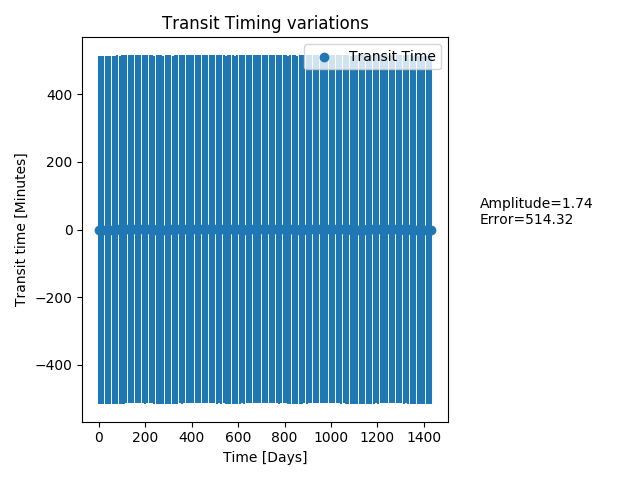 Transit Timing variations
Transit Time
400
200
0
−200
−400
Transit time [Minutes]
0 200 400 600 800 1000 1200 1400
Time [Days]
Amplitude=1.74
Error=514.32